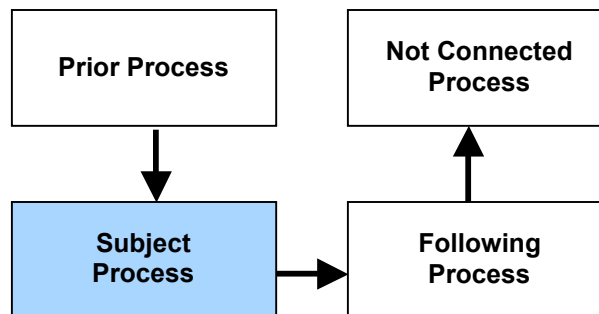 Prior Process
Not Connected
Process
Subject
Process
Following
Process